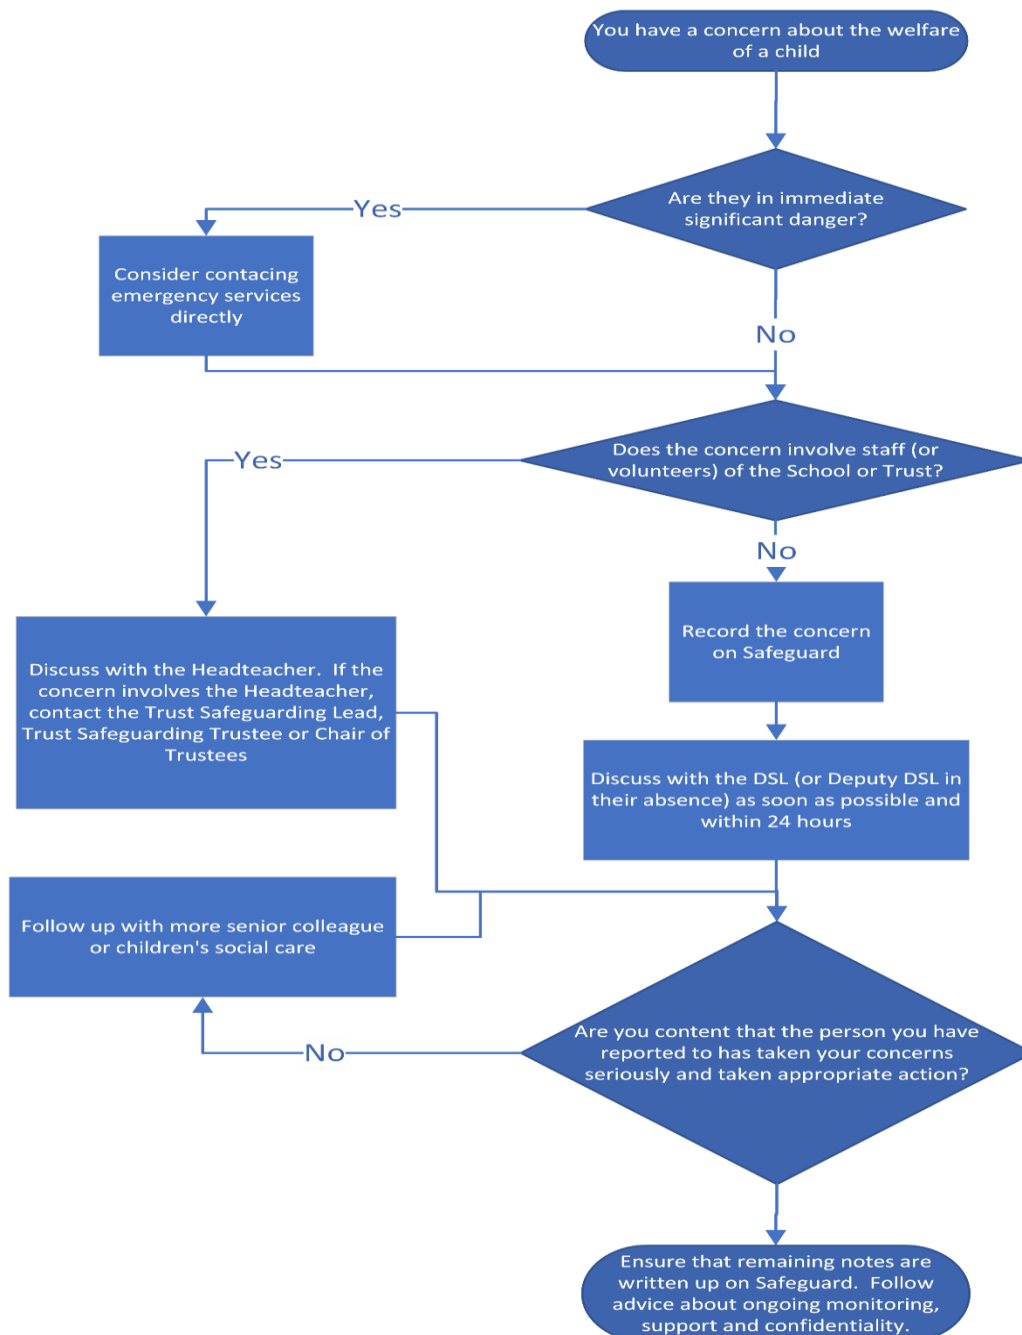 You have a concern about the welfare
of a child
Are they in immediate
significant danger?
Yes
Consider contacing
emergency services
directly
No
Does the concern involve staff (or
volunteers) of the School or Trust?
Yes
No
Record the concern
on Safeguard
Discuss with the Headteacher.  If the
concern involves the Headteacher,
contact the Trust Safeguarding Lead,
Trust Safeguarding Trustee or Chair of
Trustees
Discuss with the DSL (or Deputy DSL in
their absence) as soon as possible and
within 24 hours
Follow up with more senior colleague
or children's social care
Are you content that the person you have
reported to has taken your concerns
seriously and taken appropriate action?
No
Ensure that remaining notes are
written up on Safeguard.  Follow
advice about ongoing monitoring,
support and confidentiality.